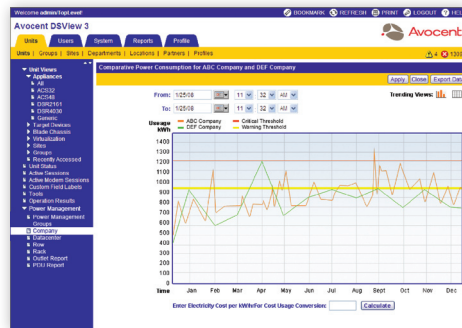 Welcome admin/TopLevel!
BOOKMARK
REFRESH
PRINT
LOGOUT
HEL
Avocent DSView 3
Avocent
Units
Users
System
Reports
Profile
Units | Groups | Sites | Departments | Locations | Partners | Profiles
4
Unit Views
Appliances
All
ACS32
ACS48
DSR2161
DSR4030
Generic
Target Devices
Blade Chassis
Virtualization
Sites
Groups
Recently Accessed
Unit Status
Active Sessions
Active Modem Sessions
Custom Field Labels
Tools
Operation Results
Power Management
Power Management
Groups
Company
Datacenter
Row
Rack
Outlet Report
PDU Report
Comparative Power Consumption for ABC Company and DEF Company
Apply
Close
Export Dat
From: 1/25/08 11 32 AM
Trending Views:
To: 1/25/08 11 32 AM
Useage
kWh
ABC Company
Critical Threshold
DEF Company
Warning Threshold
1400
1300
1200
1100
1000
900
800
700
600
500
400
300
200
100
0
Time Jan Feb Mar Apr May Jun Jul Aug Sept Oct Nov Dec
Enter Electricity Cost per kWh/For Cost Usage Conversion:
Calculate